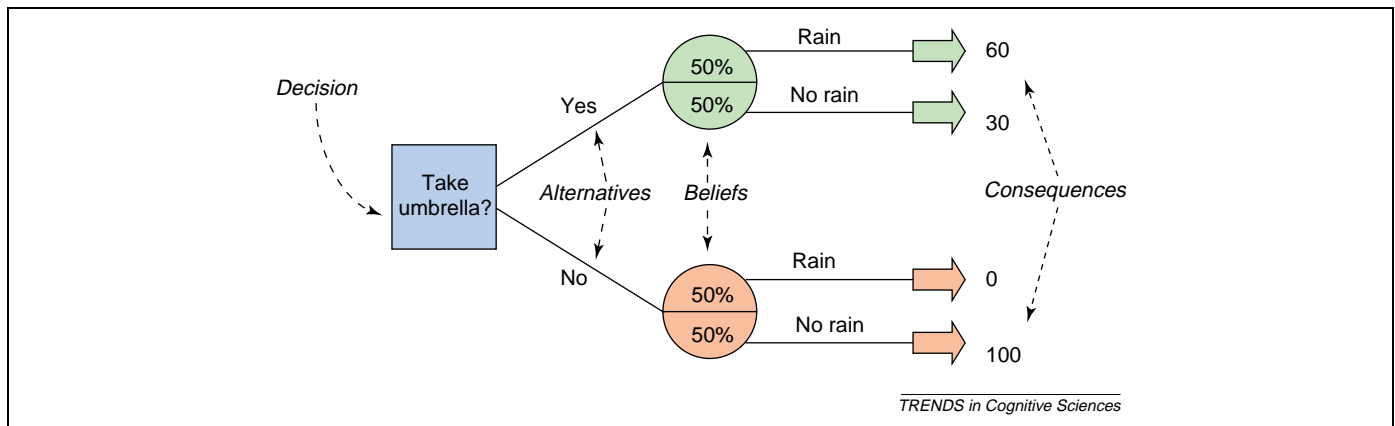 Decision
Take
umbrella?
Yes
No
Alternatives
50%
50%
Beliefs
50%
50%
Rain
60
No rain
30
Consequences
Rain
0
No rain
100
TRENDS in Cognitive Sciences